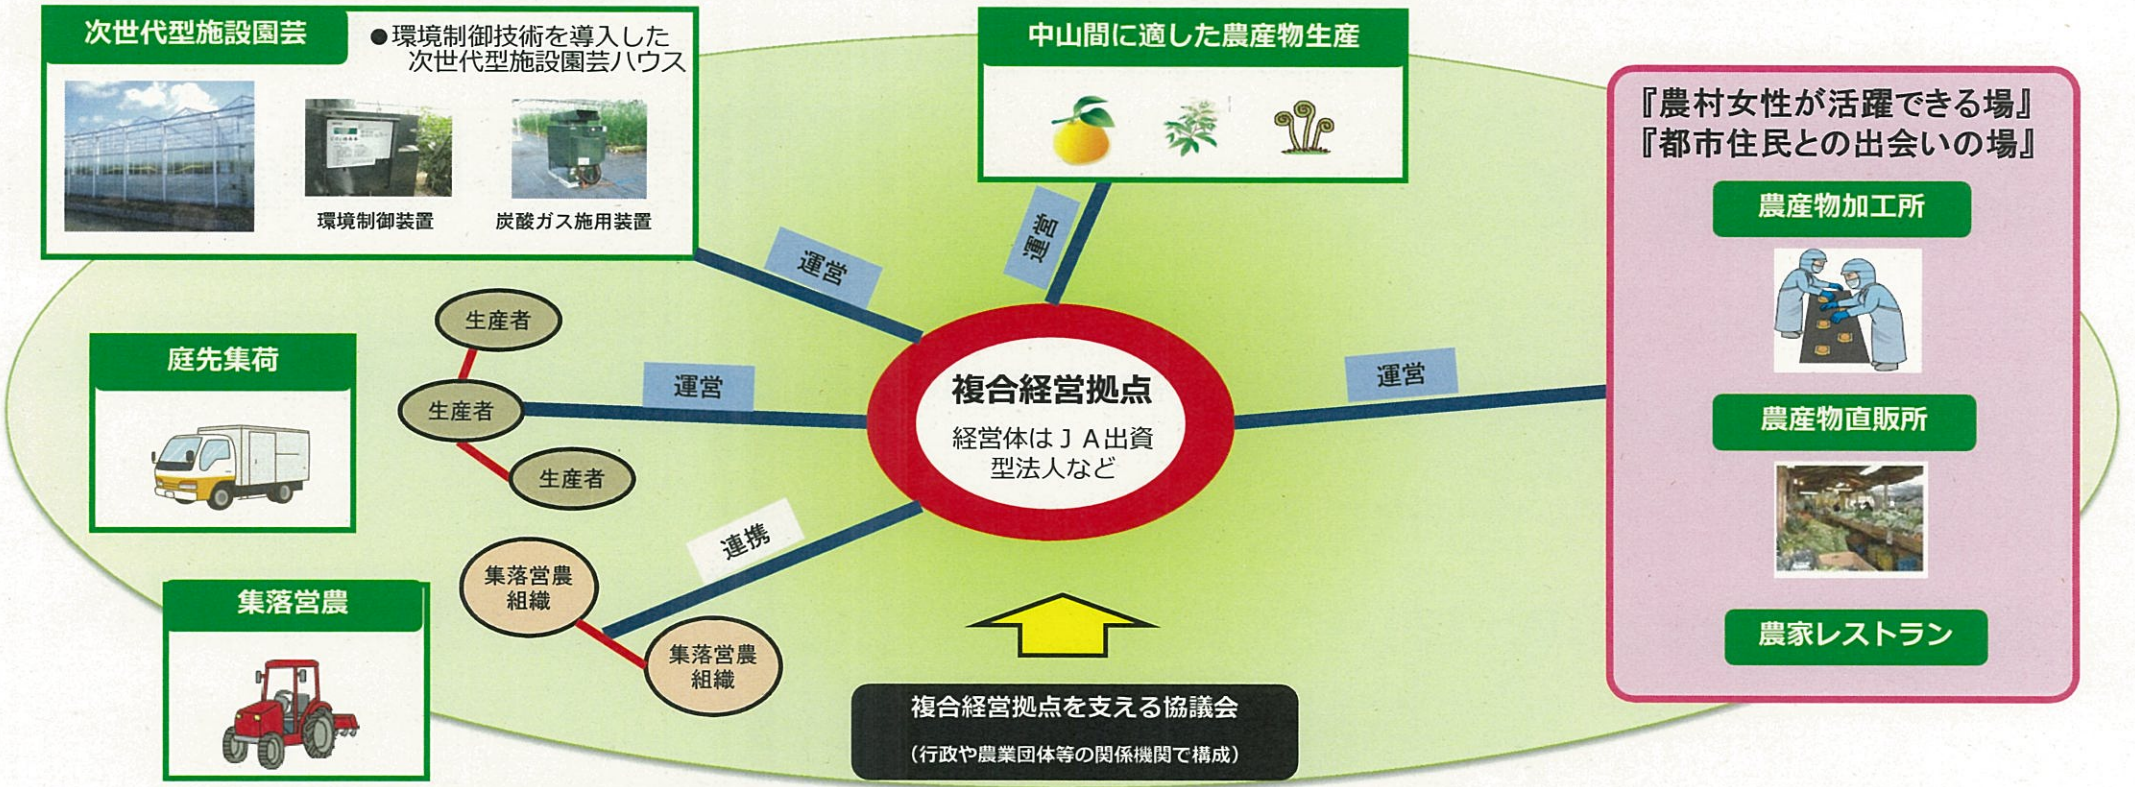 次世代型施設園芸
●環境制御技術を導入した
次世代型施設園芸ハウス
環境制御装置
炭酸ガス施用装置
中山間に適した農産物生産
『農村女性が活躍できる場』
『都市住民との出会いの場』
農産物加工所
農産物直販所
農家レストラン
運営
運営
運営
運営
連携
庭先集荷
生産者
生産者
生産者
複合経営拠点
経営体はＪＡ出資
型法人など
集落営農
集落営農
組織
集落営農
組織
複合経営拠点を支える協議会
（行政や農業団体等の関係機関で構成）